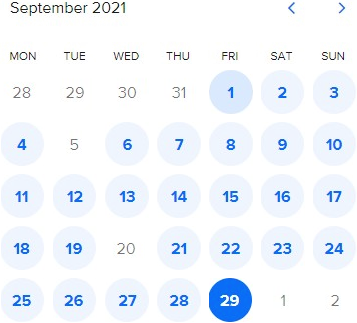 September 2021
MON TUE WED THU FRI SAT SUN
28 29 30 31 1 2 3
4 5 6 7 8 9 10
11 12 13 14 15 16 17
18 19 20 21 22 23 24
25 26 27 28 29 1 2